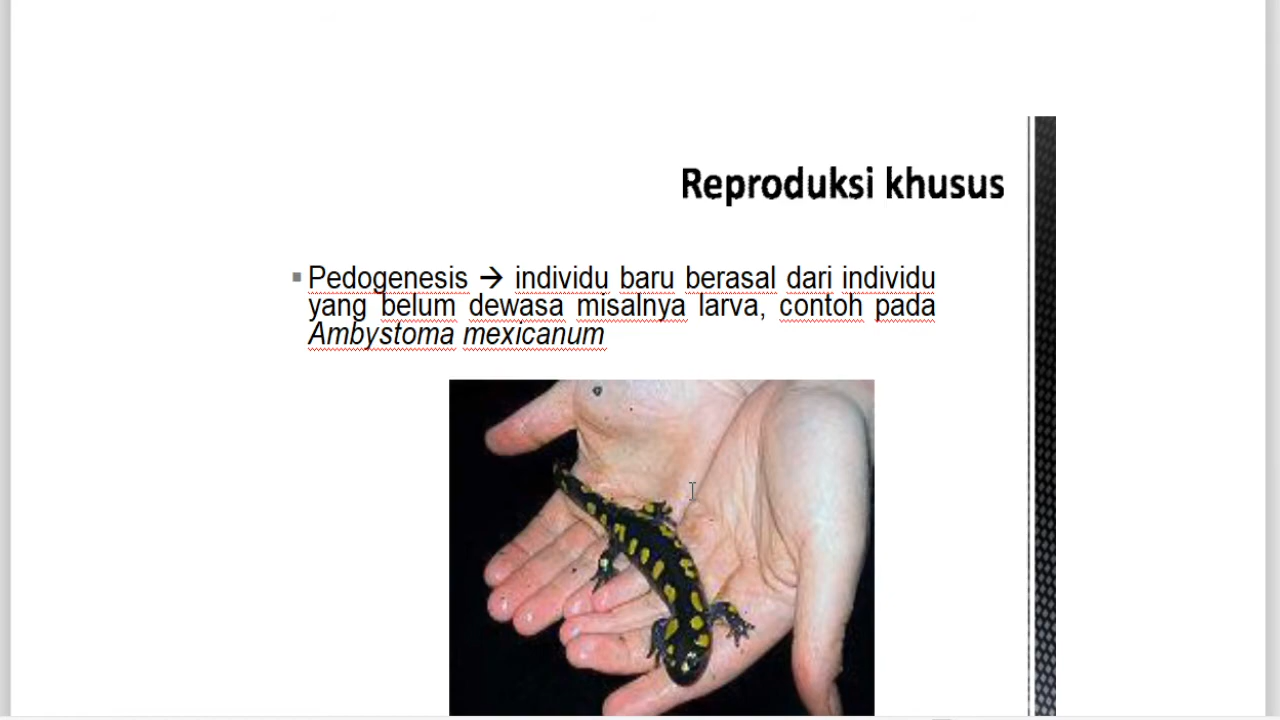 Reproduksi khusus
▪ Pedogenesis → individu baru berasal dari individu
yang belum dewasa misalnya larva, contoh pada
Ambystoma mexicanum